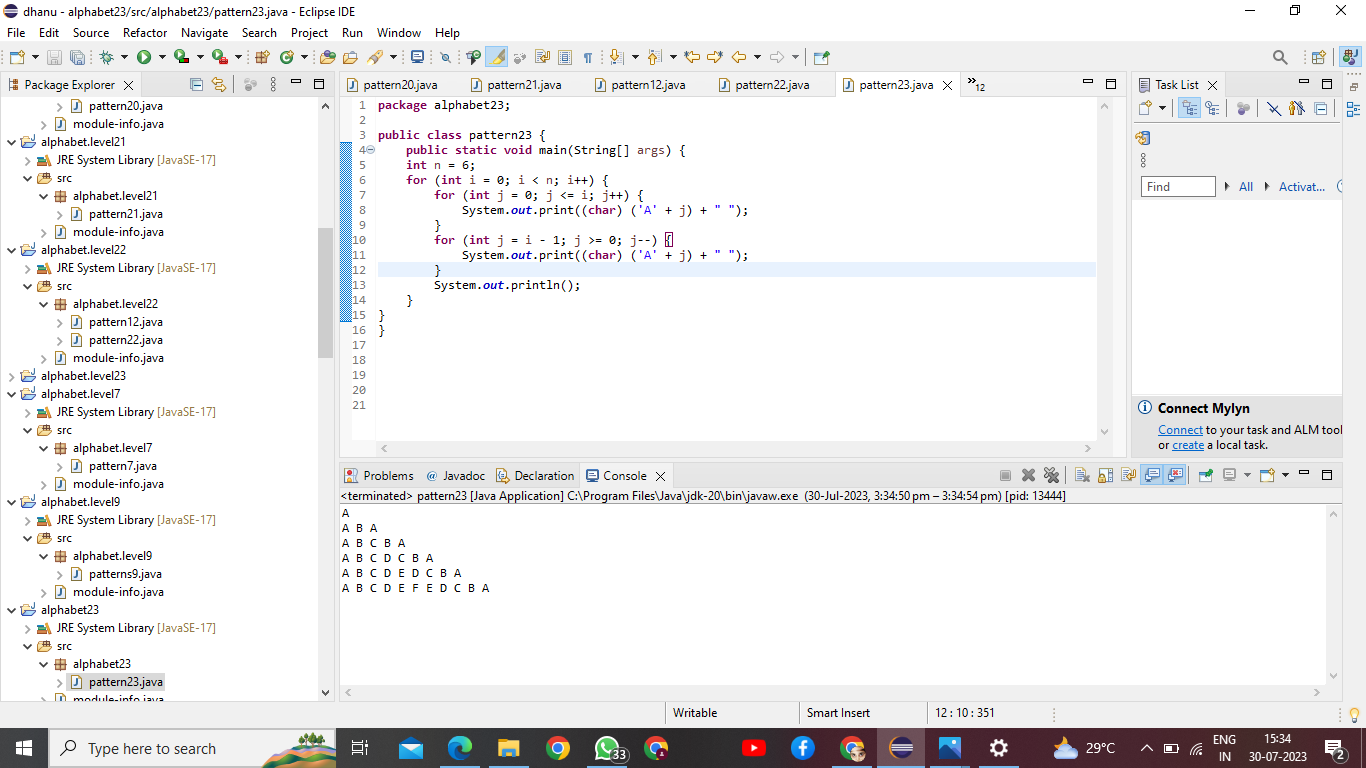 dhanu - alphabet23/src/alphabet23/pattern23.java - Eclipse IDE
File Edit Source Refactor Navigate Search Project Run Window Help
Package Explorer
pattern20.java
module-info.java
alphabet.level21
JRE System Library [JavaSE-17]
src
alphabet.level21
pattern21.java
module-info.java
alphabet.level22
JRE System Library [JavaSE-17]
src
alphabet.level22
pattern12.java
pattern22.java
module-info.java
alphabet.level23
alphabet.level7
JRE System Library [JavaSE-17]
src
alphabet.level7
pattern7.java
module-info.java
alphabet.level9
JRE System Library [JavaSE-17]
src
alphabet.level9
patterns9.java
module-info.java
alphabet23
JRE System Library [JavaSE-17]
src
alphabet23
pattern23.java
module-info.java
pattern20.java pattern21.java pattern12.java pattern22.java pattern23.java »12
1 package alphabet23;
2
3 public class pattern23 {
4 public static void main(String[] args) {
5 int n = 6;
6 for (int i = 0; i < n; i++) {
7 for (int j = 0; j <= i; j++) {
8 System.out.print((char) ('A' + j) + " ");
9 }
10 for (int j = i - 1; j >= 0; j--) {
11 System.out.print((char) ('A' + j) + " ");
12 }
13 System.out.println();
14 }
15 }
16 }
17
18
19
20
21
Task List
Find All Activat...
Connect Mylyn
Connect to your task and ALM tool
or create a local task.
Problems @ Javadoc Declaration Console
<terminated> pattern23 [Java Application] C:\Program Files\Java\jdk-20\bin\javaw.exe (30-Jul-2023, 3:34:50 pm – 3:34:54 pm) [pid: 13444]
A
A B A
A B C B A
A B C D C B A
A B C D E D C B A
A B C D E F E D C B A
Writable Smart Insert 12 : 10 : 351
Type here to search
33
29°C
ENG
IN
15:34
30-07-2023
2